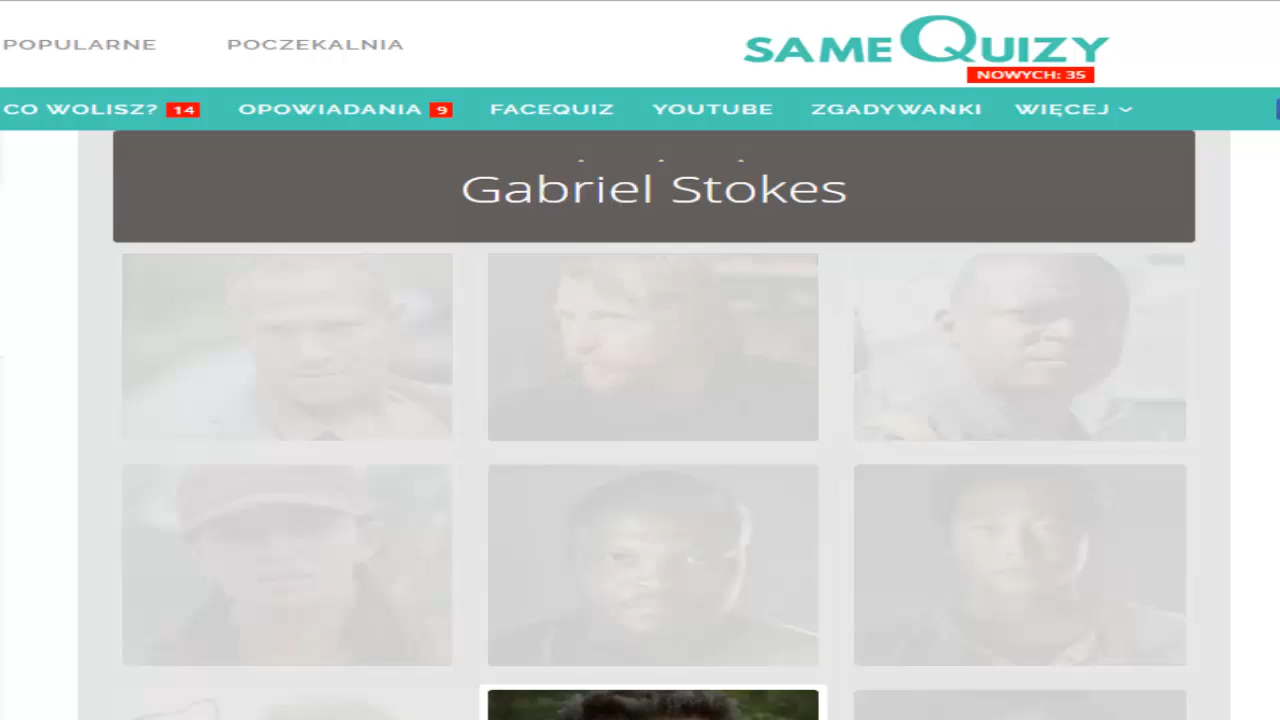 POPULARNE POCZEKALNIA SAMEQUIZY
NOWYCH: 35
CO WOLISZ? 14 OPOWIADANIA 9 FACEQUIZ YOUTUBE ZGADYWANKI WIĘCEJ
Gabriel Stokes